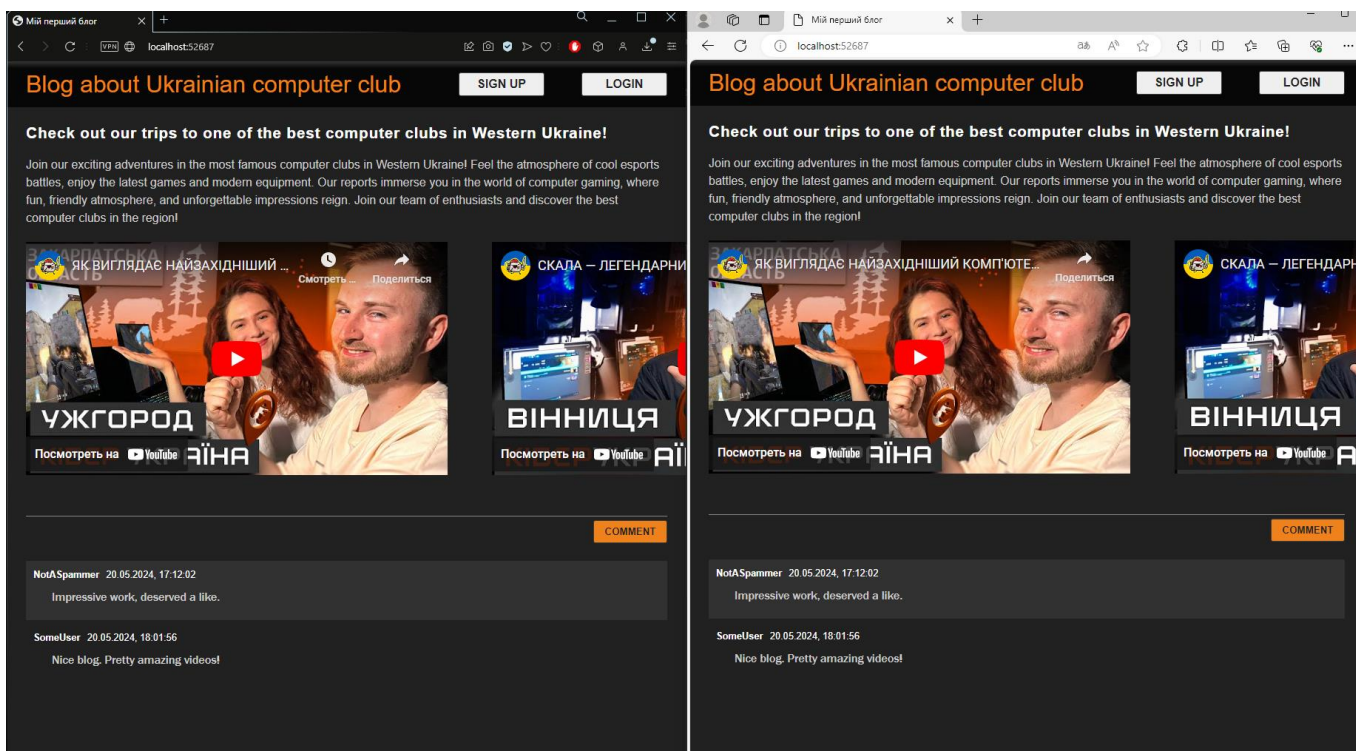 Мій перший блог
VPN
localhost:52687
Blog about Ukrainian computer club
SIGN UP
LOGIN
Check out our trips to one of the best computer clubs in Western Ukraine!
Join our exciting adventures in the most famous computer clubs in Western Ukraine! Feel the atmosphere of cool esports
battles, enjoy the latest games and modern equipment. Our reports immerse you in the world of computer gaming, where
fun, friendly atmosphere, and unforgettable impressions reign. Join our team of enthusiasts and discover the best
computer clubs in the region!
ЗАКАРПАТСЬКА
ОБЛАСТЬ
ЯК ВИГЛЯДАЄ НАЙЗАХІДНІШИЙ ...
Смотреть ...
Поделиться
УЖГОРОД
Посмотреть на YouTube
АЇНА
СКАЛА – ЛЕГЕНДАРНИ
ВІННИЦЯ
Посмотреть на YouTube
АЇ
COMMENT
NotASpammer 20.05.2024, 17:12:02
Impressive work, deserved a like.
SomeUser 20.05.2024, 18:01:56
Nice blog. Pretty amazing videos!
Мій перший блог
localhost:52687
Blog about Ukrainian computer club
SIGN UP
LOGIN
Check out our trips to one of the best computer clubs in Western Ukraine!
Join our exciting adventures in the most famous computer clubs in Western Ukraine! Feel the atmosphere of cool esports
battles, enjoy the latest games and modern equipment. Our reports immerse you in the world of computer gaming, where
fun, friendly atmosphere, and unforgettable impressions reign. Join our team of enthusiasts and discover the best
computer clubs in the region!
ЯК ВИГЛЯДАЄ НАЙЗАХІДНІШИЙ КОМП'ЮТЕ...
Поделиться
УЖГОРОД
Посмотреть на YouTube
АЇНА
СКАЛА – ЛЕГЕНДАРН
ВІННИЦЯ
Посмотреть на YouTube
А
COMMENT
NotASpammer 20.05.2024, 17:12:02
Impressive work, deserved a like.
SomeUser 20.05.2024, 18:01:56
Nice blog. Pretty amazing videos!